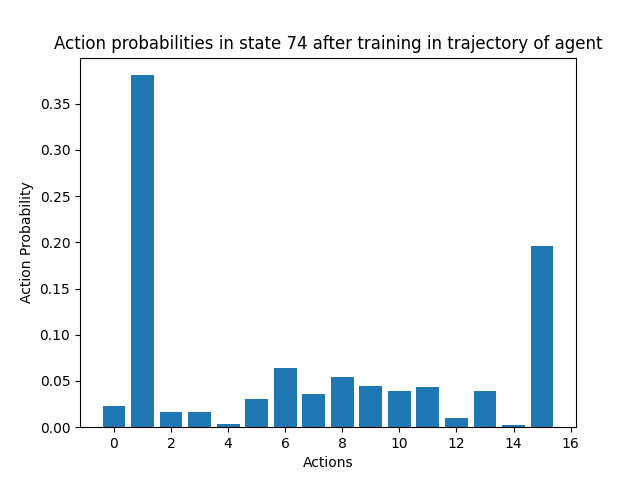 Action probabilities in state 74 after training in trajectory of agent
0.35
0.30
0.25
0.20
0.15
0.10
0.05
0.00
Action Probability
0 2 4 6 8 10 12 14 16
Actions